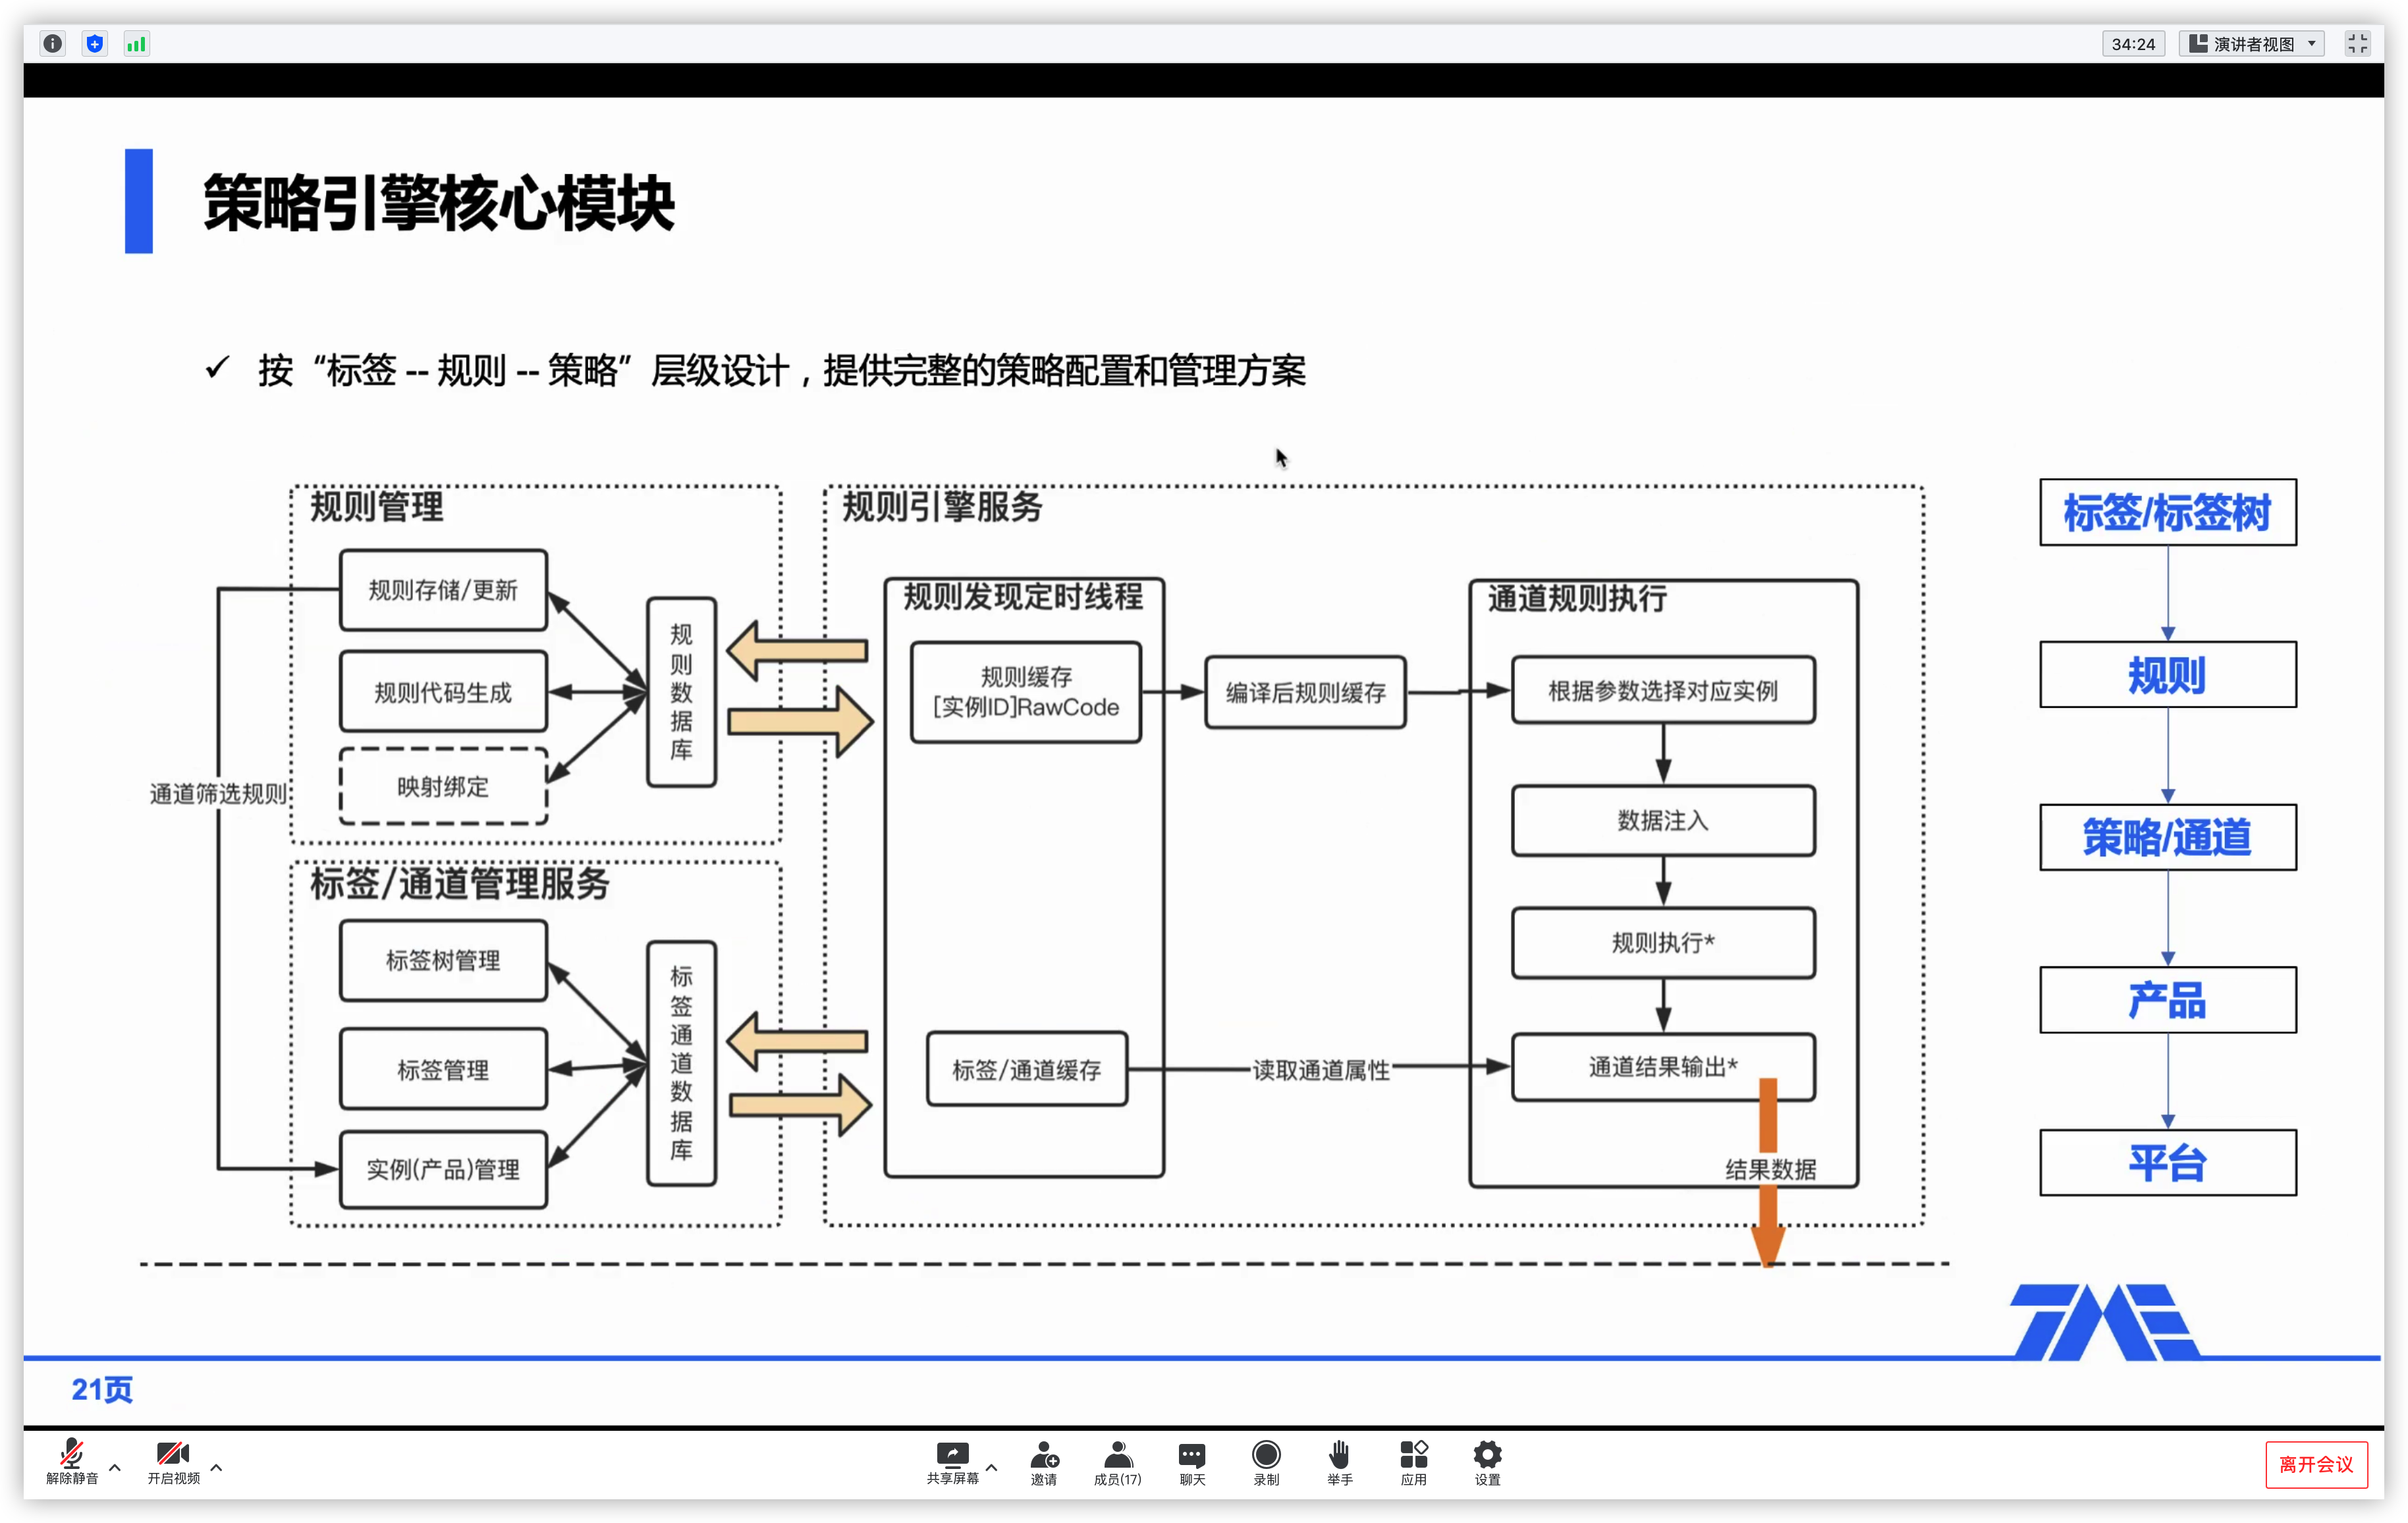 34:24
演讲者视图
策略引擎核心模块
✓ 按“标签 -- 规则 -- 策略”层级设计，提供完整的策略配置和管理方案
规则管理
规则存储/更新
规则代码生成
映射绑定
规则数据库
通道筛选规则
标签/通道管理服务
标签树管理
标签管理
实例(产品)管理
标签通道数据库
规则引擎服务
规则发现定时线程
规则缓存
[实例ID]RawCode
标签/通道缓存
编译后规则缓存
读取通道属性
通道规则执行
根据参数选择对应实例
数据注入
规则执行*
通道结果输出*
结果数据
标签/标签树
规则
策略/通道
产品
平台
21页
解除静音
开启视频
共享屏幕
邀请
成员(17)
聊天
录制
举手
应用
设置
离开会议